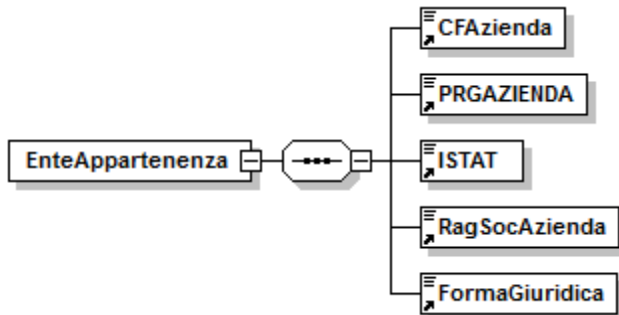 CFAzienda
PRGAZIENDA
EnteAppartenenza
ISTAT
RagSocAzienda
FormaGiuridica